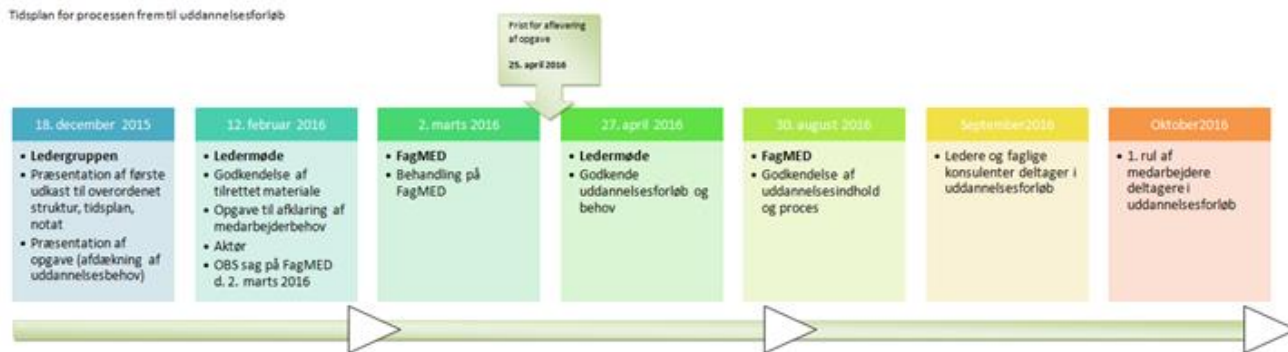 Tidsplan for processen frem til uddannelsesforløb
Frist for aflevering
af opgave
25. april 2016
18. december 2015
• Ledergruppen
• Præsentation af første
udkast til overordenet
struktur, tidsplan,
notat
• Præsentation af
opgave (afdækning af
uddannelsesbehov)
12. februar 2016
• Ledermøde
• Godkendelse af
tilrettet materiale
• Opgave til afklaring af
medarbejderbehov
• Aktør
• OBS sag på FagMED
d. 2. marts 2016
2. marts 2016
• FagMED
• Behandling på
FagMED
27. april 2016
• Ledermøde
• Godkende
uddannelsesforløb og
behov
30. august 2016
• FagMED
• Godkendelse af
uddannelsesindhold
og proces
September2016
• Ledere og faglige
konsulenter deltager i
uddannelsesforløb
Oktober2016
• 1. rul af
medarbejdere
deltagere i
uddannelsesforløb